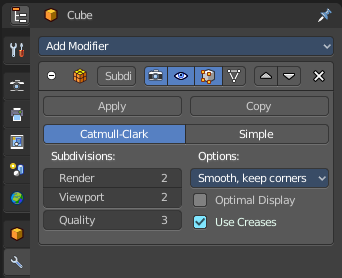 Cube
Add Modifier
Subdi
Apply Copy
Catmull-Clark Simple
Subdivisions: Options:
Render 2 Smooth, keep corners
Viewport 2 Optimal Display
Quality 3 Use Creases